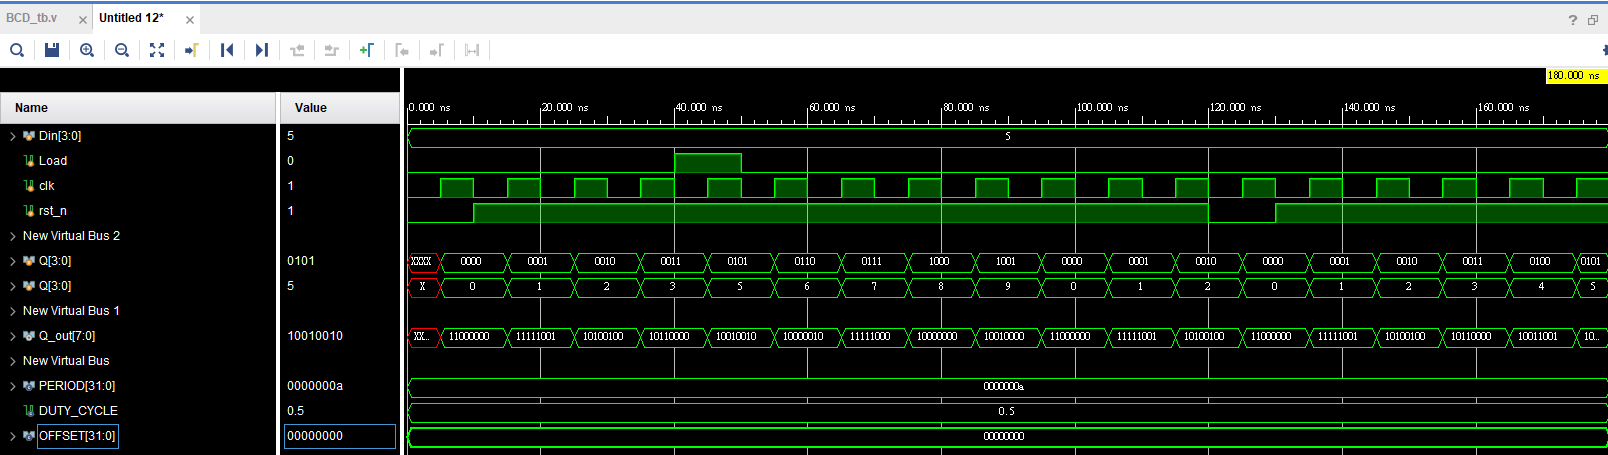 BCD_tb.v × Untitled 12* × ?
180.000 ns
Name Value
0.000 ns 20.000 ns 40.000 ns 60.000 ns 80.000 ns 100.000 ns 120.000 ns 140.000 ns 160.000 ns
Din[3:0] 5 5
Load 0
clk 1
rst_n 1
New Virtual Bus 2
Q[3:0] 0101 XXXX 0000 0001 0010 0011 0101 0110 0111 1000 1001 0000 0001 0010 0000 0001 0010 0011 0100 0101
Q[3:0] 5 X 0 1 2 3 5 6 7 8 9 0 1 2 0 1 2 3 4 5
New Virtual Bus 1
Q_out[7:0] 10010010 XX... 11000000 11111001 10100100 10110000 10010010 10000010 11111000 10000000 10010000 11000000 11111001 10100100 11000000 11111001 10100100 10110000 10011001 10...
New Virtual Bus
PERIOD[31:0] 0000000a 0000000a
DUTY_CYCLE 0.5 0.5
OFFSET[31:0] 00000000 00000000